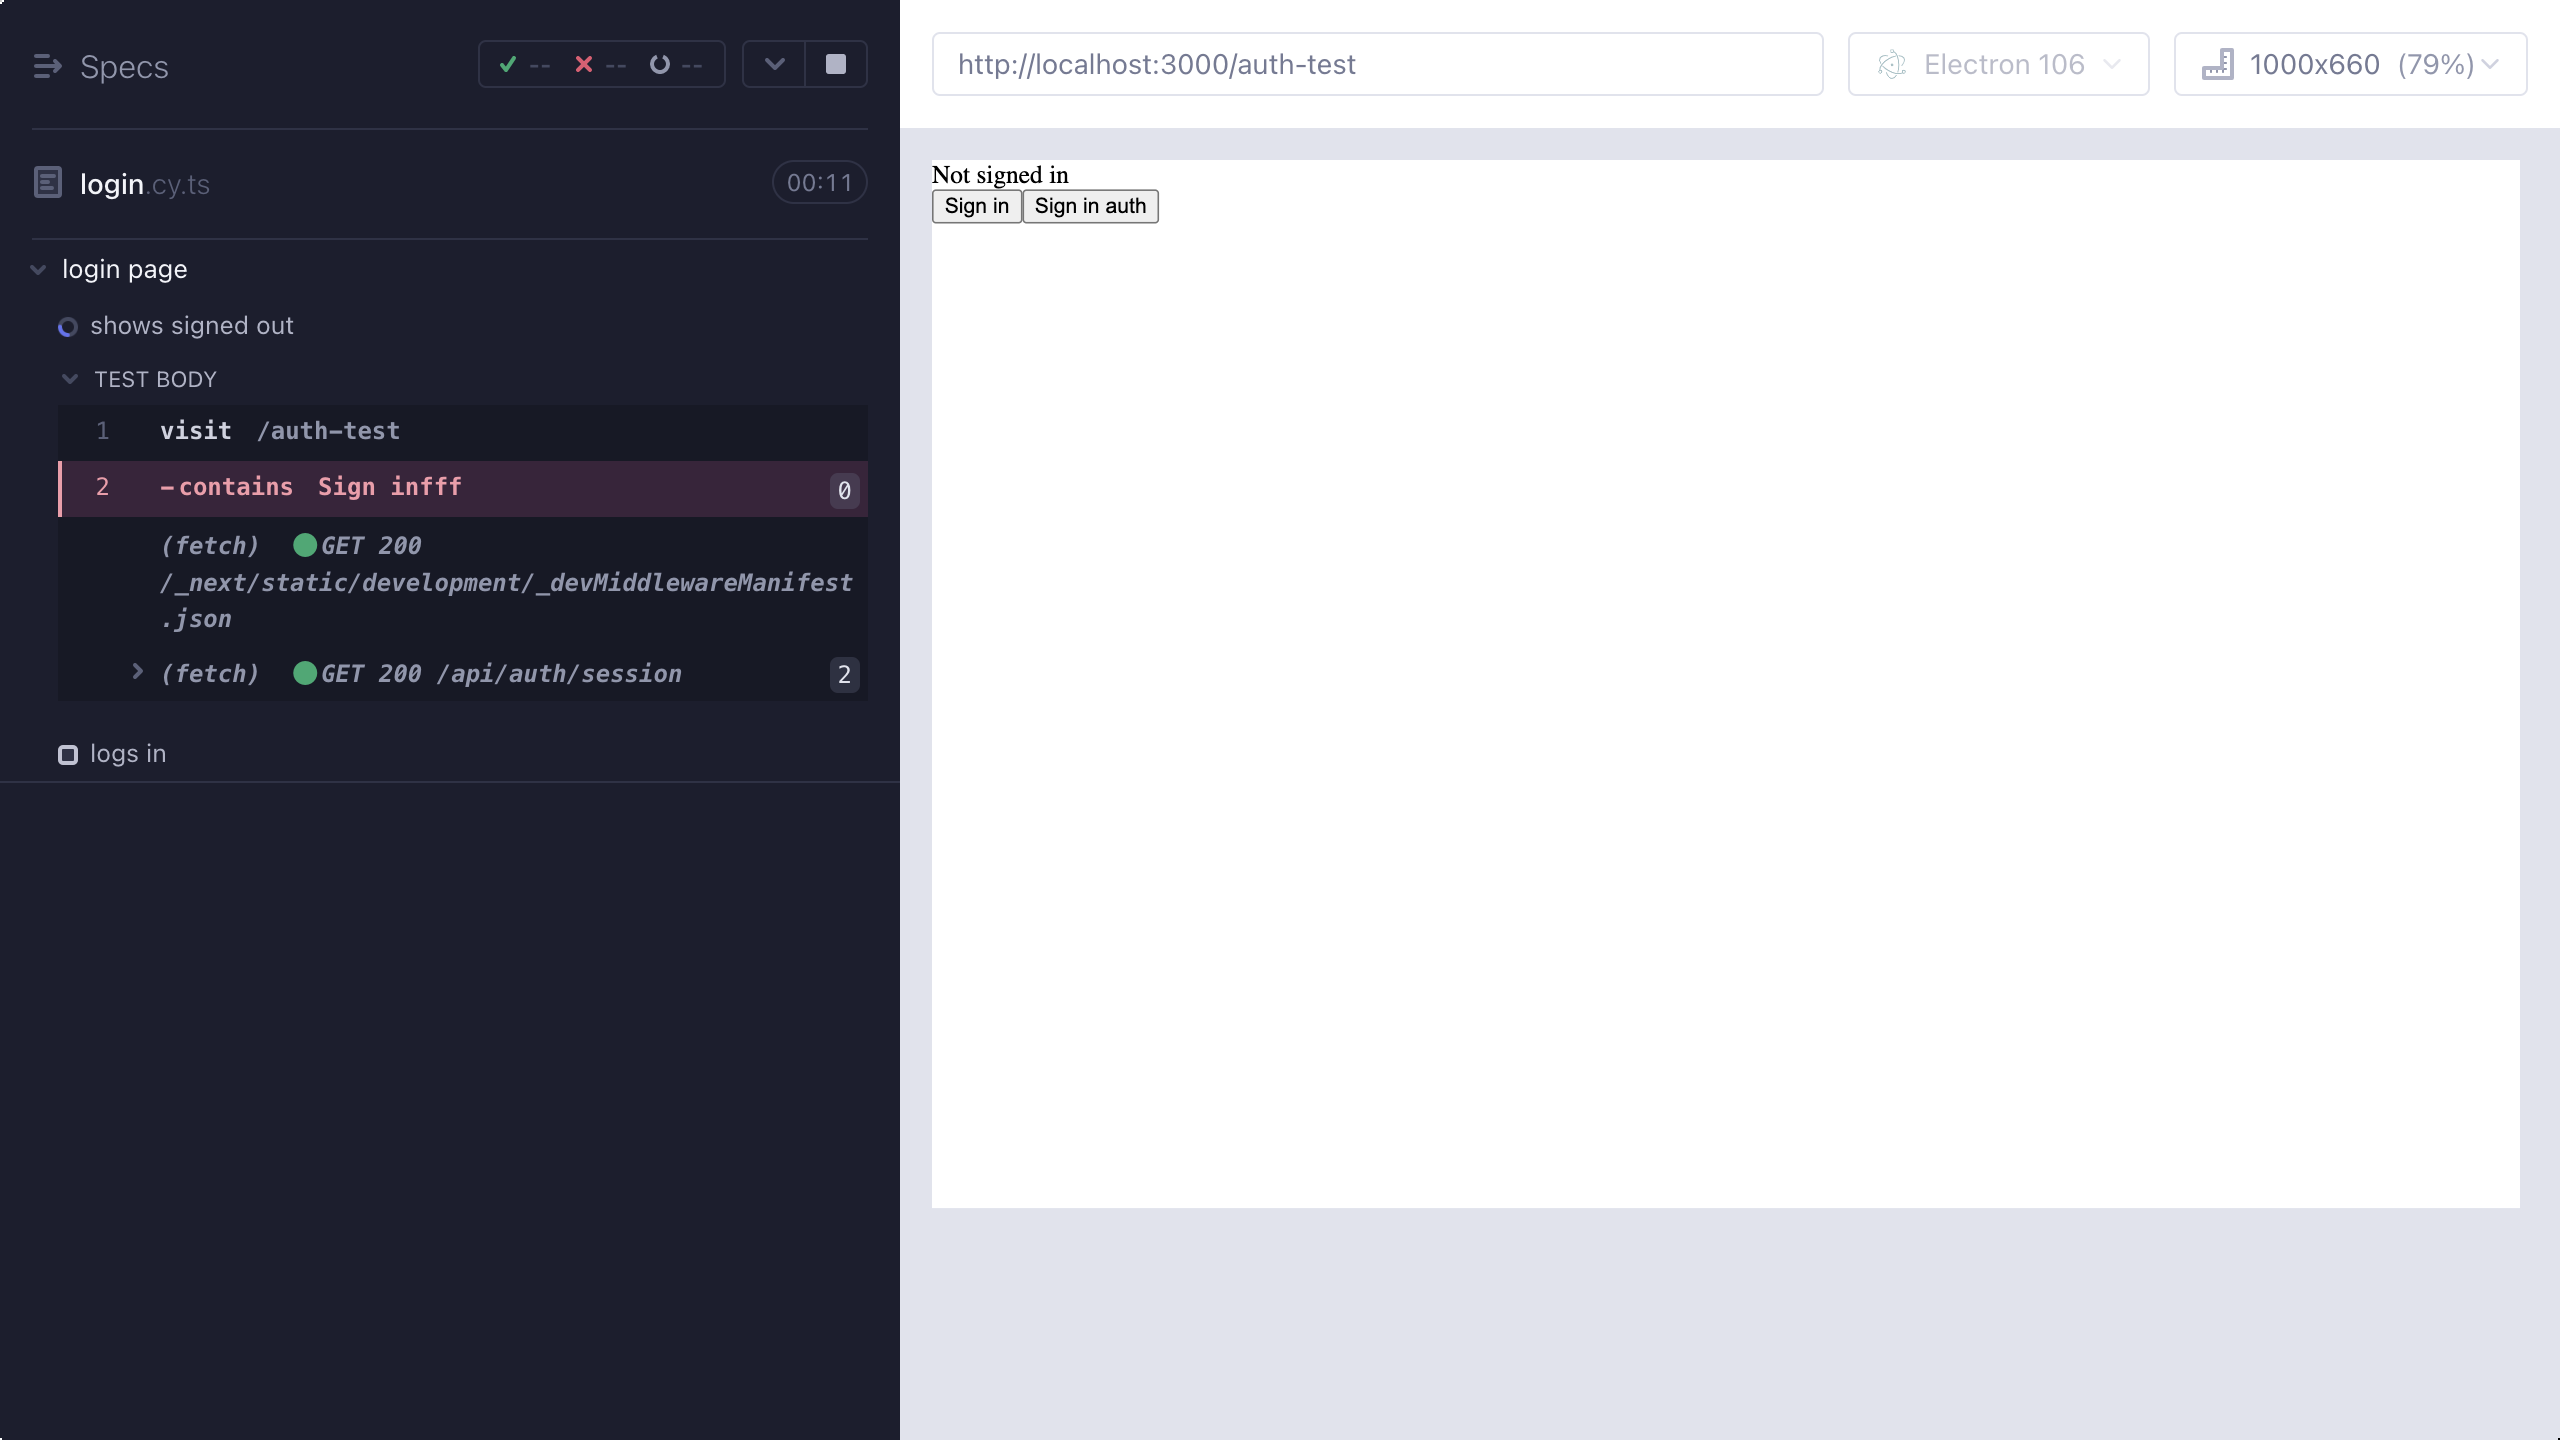 Specs
-- -- --
login.cy.ts
00:11
login page
shows signed out
TEST BODY
1 visit /auth-test
2 -contains Sign infff 0
(fetch) GET 200
/_next/static/development/_devMiddlewareManifest
.json
(fetch) GET 200 /api/auth/session 2
logs in
http://localhost:3000/auth-test
Electron 106
1000x660 (79%)
Not signed in
Sign in Sign in auth